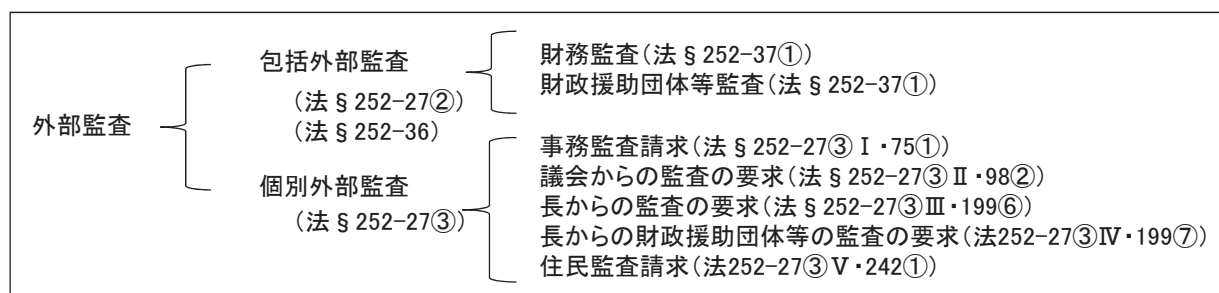 外部監査
包括外部監査
(法§252-27②)
(法§252-36)
財務監査(法§252-37①)
財政援助団体等監査(法§252-37①)
個別外部監査
(法§252-27③)
事務監査請求(法§252-27③Ⅰ・75①)
議会からの監査の要求(法§252-27③Ⅱ・98②)
長からの監査の要求(法§252-27③Ⅲ・199⑥)
長からの財政援助団体等の監査の要求(法252-27③Ⅳ・199⑦)
住民監査請求(法252-27③Ⅴ・242①)